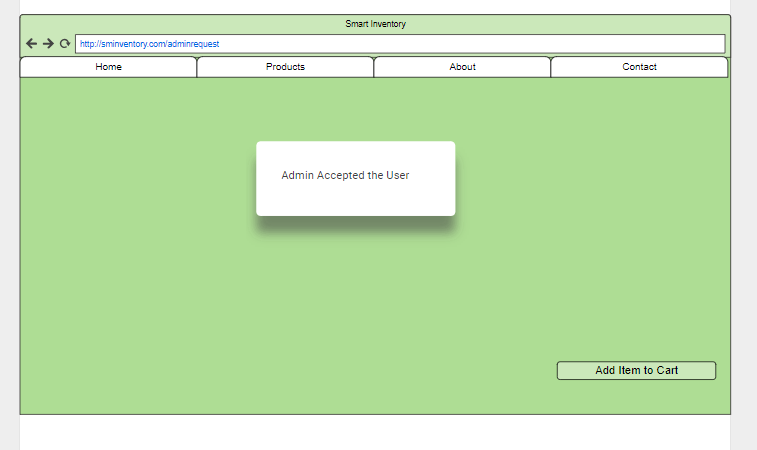 Smart Inventory
http://sminventory.com/adminrequest
Home Products About Contact
Admin Accepted the User
Add Item to Cart